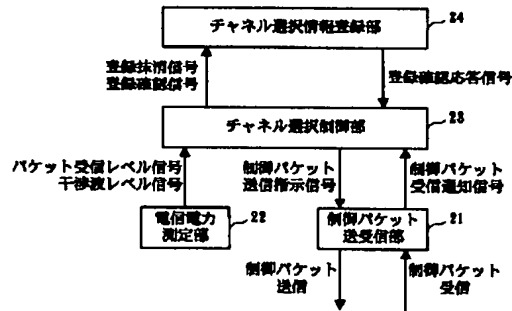 チャネル選択情報登録部
24
登録抹消信号
登録確認信号
登録確認応答信号
チャネル選択制御部
23
パケット受信レベル信号
干渉波レベル信号
制御パケット
送信指示信号
制御パケット
受信通知信号
電信電力
測定部
22
制御パケット
送受信部
21
制御パケット
送信
制御パケット
受信